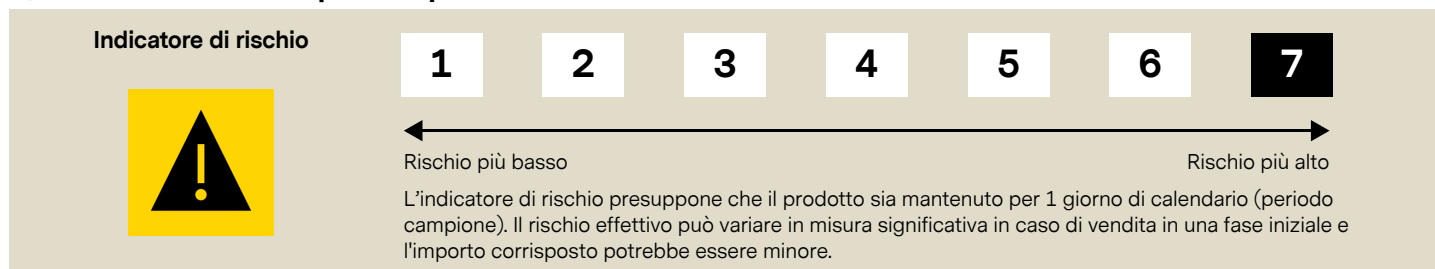 Indicatore di rischio
1 2 3 4 5 6 7
Rischio più basso Rischio più alto
L'indicatore di rischio presuppone che il prodotto sia mantenuto per 1 giorno di calendario (periodo
campione). Il rischio effettivo può variare in misura significativa in caso di vendita in una fase iniziale e
l'importo corrisposto potrebbe essere minore.